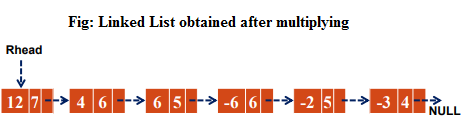 Fig: Linked List obtained after multiplying
Rhead
12 7 4 6 6 5 -6 6 -2 5 -3 4 NULL